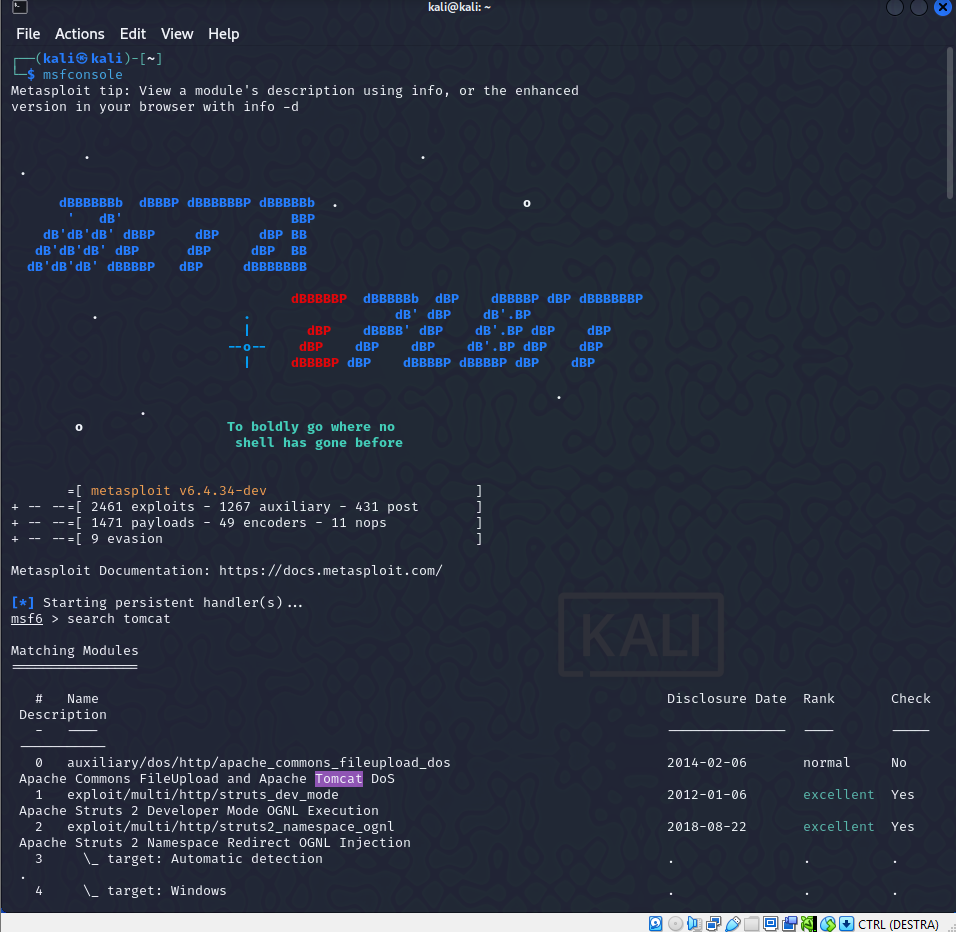 kali@kali: ~
File Actions Edit View Help
┌──(kali㉿kali)-[~]
└─$ msfconsole
Metasploit tip: View a module's description using info, or the enhanced
version in your browser with info -d
dBBBBBBb  dBBBP dBBBBBBP dBBBBBb  .                       o
 '   dB'                     BBP
dB'dB'dB' dBBP     dBP     dBP BB
dB'dB'dB' dBP      dBP     dBP  BB
dB'dB'dB' dBBBBP   dBP     dBBBBBBB
dBBBBBP  dBBBBBb  dBP    dBBBBP dBP dBBBBBBP
.                  .                  dB' dBP    dB'.BP
|       dBP    dBBBB' dBP    dB'.BP dBP    dBP
--o--    dBP    dBP    dBP    dB'.BP dBP    dBP
|     dBBBBP dBP    dBBBBP dBBBBP dBP    dBP
.
.
o                  To boldly go where no
shell has gone before
=[ metasploit v6.4.34-dev                          ]
+ -- --=[ 2461 exploits - 1267 auxiliary - 431 post       ]
+ -- --=[ 1471 payloads - 49 encoders - 11 nops           ]
+ -- --=[ 9 evasion                                       ]
Metasploit Documentation: https://docs.metasploit.com/
[*] Starting persistent handler(s)...
msf6 > search tomcat
Matching Modules
================
#   Name                                                                       Disclosure Date  Rank       Check
Description
-   ----                                                                       ---------------  ----       -----
-----------
0   auxiliary/dos/http/apache_commons_fileupload_dos                           2014-02-06       normal     No
Apache Commons FileUpload and Apache Tomcat DoS
1   exploit/multi/http/struts_dev_mode                                         2012-01-06       excellent  Yes
Apache Struts 2 Developer Mode OGNL Execution
2   exploit/multi/http/struts2_namespace_ognl                                  2018-08-22       excellent  Yes
Apache Struts 2 Namespace Redirect OGNL Injection
3     \_ target: Automatic detection                                           .                .          .
.
4     \_ target: Windows                                                       .                .          .
KALI
CTRL (DESTRA)